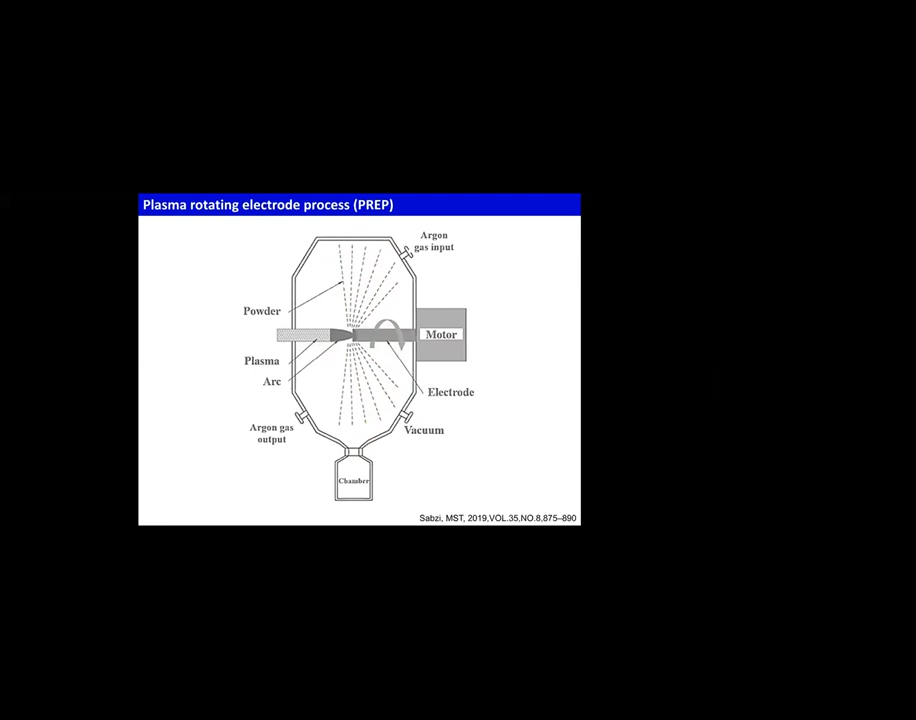 Plasma rotating electrode process (PREP)
Argon
gas input
Powder
Motor
Plasma
Arc
Electrode
Argon gas
output
Vacuum
Chamber
Sabzi, MST, 2019,VOL.35,NO.8,875–890